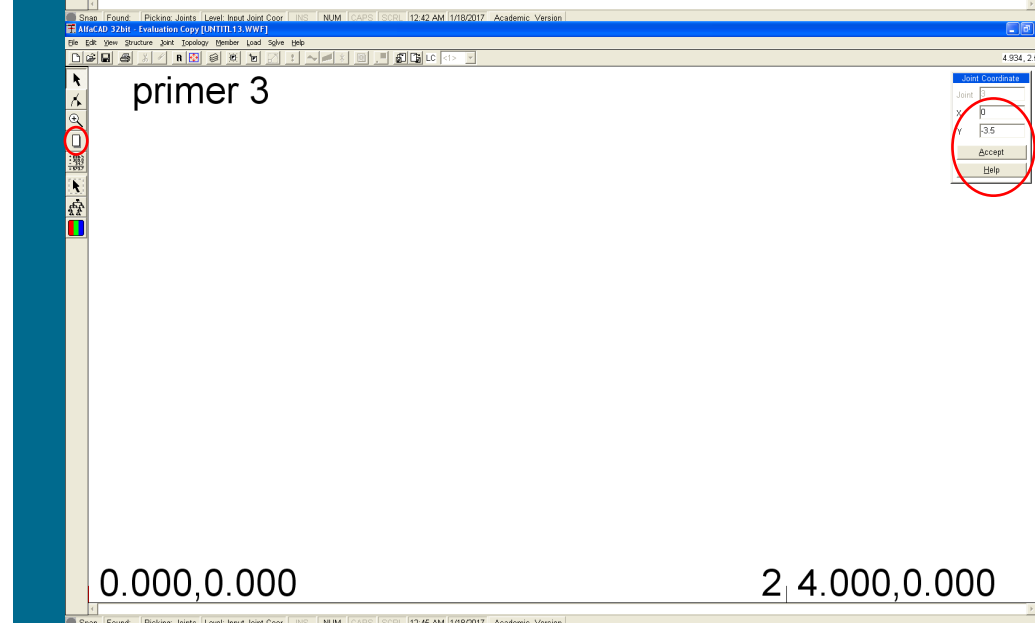 Snap Found: Picking: Joints Level: Input Joint Coor INS NUM CAPS SCRL 12:42 AM 1/18/2017 Academic Version
AlfaCAD 32bit - Evaluation Copy [UNTITL13.WWF]
File Edit View Structure Joint Topology Member Load Solve Help
R LC <1>
4.934, 2.
primer 3
Joint Coordinate
Joint 3
X 0
Y -3.5
Accept
Help
0.000,0.000
2 4.000,0.000
Snap Found: Picking: Joints Level: Input Joint Coor INS NUM CAPS SCRL 12:45 AM 1/18/2017 Academic Version